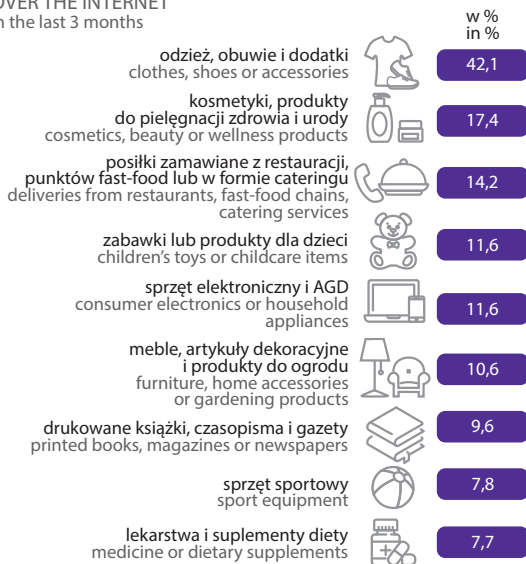 OVER THE INTERNET
n the last 3 months
w %
in %
odzież, obuwie i dodatki
clothes, shoes or accessories
42,1
kosmetyki, produkty
do pielęgnacji zdrowia i urody
cosmetics, beauty or wellness products
17,4
posiłki zamawiane z restauracji,
punktów fast-food lub w formie cateringu
deliveries from restaurants, fast-food chains,
catering services
14,2
zabawki lub produkty dla dzieci
children's toys or childcare items
11,6
sprzęt elektroniczny i AGD
consumer electronics or household
appliances
11,6
meble, artykuły dekoracyjne
i produkty do ogrodu
furniture, home accessories
or gardening products
10,6
drukowane książki, czasopisma i gazety
printed books, magazines or newspapers
9,6
sprzęt sportowy
sport equipment
7,8
lekarstwa i suplementy diety
medicine or dietary supplements
7,7